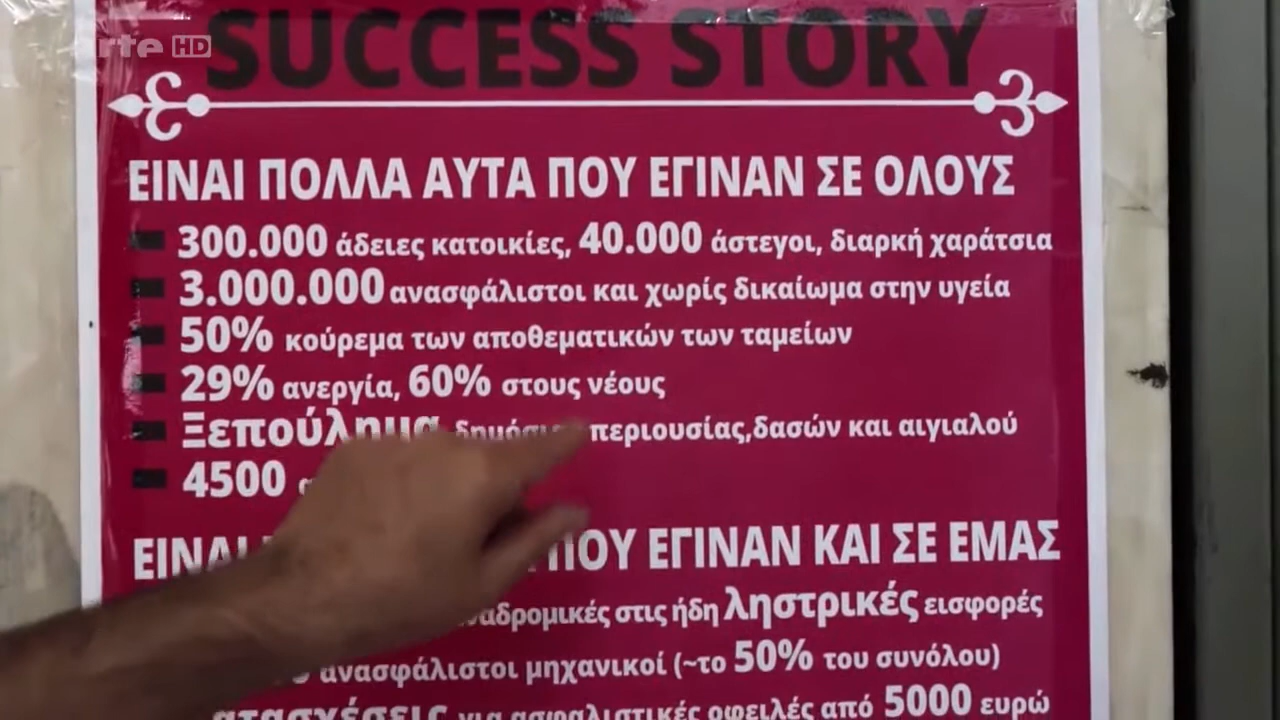 arte HD
SUCCESS STORY
ΕΙΝΑΙ ΠΟΛΛΑ ΑΥΤΑ ΠΟΥ ΕΓΙΝΑΝ ΣΕ ΟΛΟΥΣ
300.000 άδειες κατοικίες, 40.000 άστεγοι, διαρκή χαράτσια
3.000.000 ανασφάλιστοι και χωρίς δικαίωμα στην υγεία
50% κούρεμα των αποθεματικών των ταμείων
29% ανεργία, 60% στους νέους
Ξεπούλημα περιουσίας,δασών και αιγιαλού
4500
ΕΙΝΑΙ ΠΟΥ ΕΓΙΝΑΝ ΚΑΙ ΣΕ ΕΜΑΣ
στις ήδη ληστρικές εισφορές
ανασφάλιστοι μηχανικοί (~το 50% του συνόλου)
για ασφαλιστικές οφειλές από 5000 ευρώ